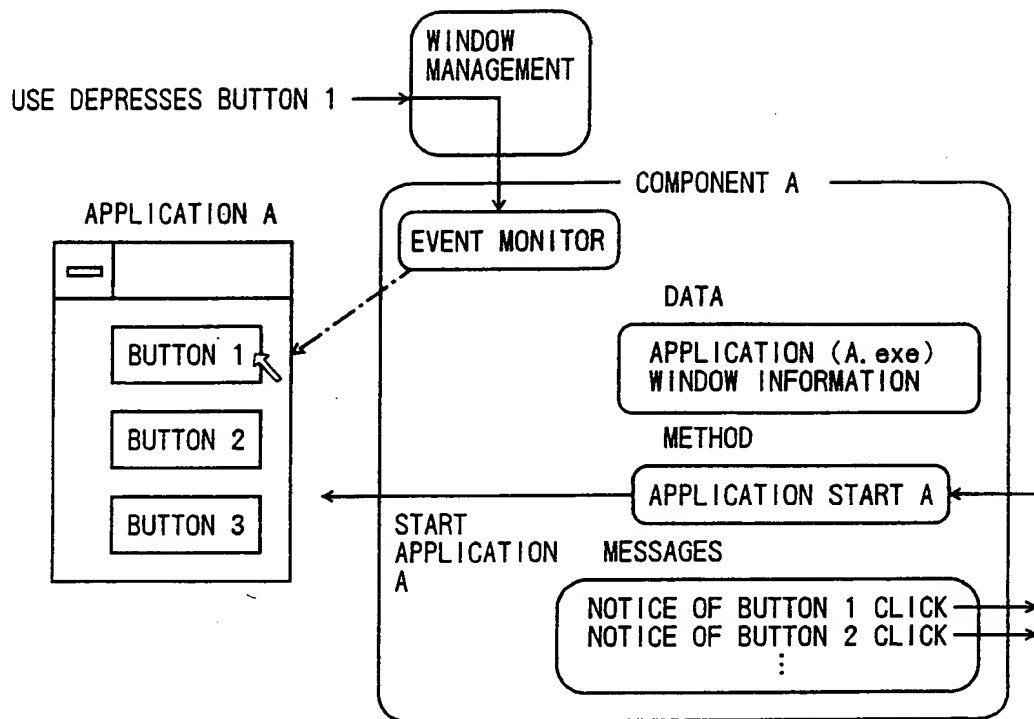 WINDOW
MANAGEMENT
USE DEPRESSES BUTTON 1
COMPONENT A
APPLICATION A
EVENT MONITOR
DATA
BUTTON 1
APPLICATION (A.exe)
WINDOW INFORMATION
BUTTON 2
METHOD
APPLICATION START A
BUTTON 3
START
APPLICATION
A
MESSAGES
NOTICE OF BUTTON 1 CLICK
NOTICE OF BUTTON 2 CLICK
⋮